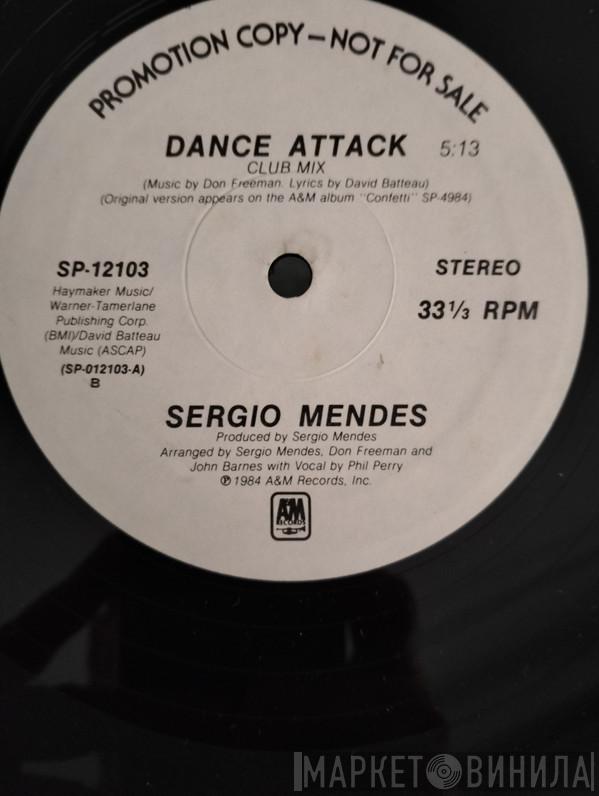 PROMOTION COPY—NOT FOR SALE
DANCE ATTACK 5:13
CLUB MIX
(Music by Don Freeman. Lyrics by David Batteau)
(Original version appears on the A&M album "Confetti" SP-4984)
SP-12103
Haymaker Music/
Warner-Tamerlane
Publishing Corp.
(BMI)/David Batteau
Music (ASCAP)
(SP-012103-A)
B
STEREO
33 1/3 RPM
SERGIO MENDES
Produced by Sergio Mendes
Arranged by Sergio Mendes, Don Freeman and
John Barnes with Vocal by Phil Perry
℗ 1984 A&M Records, Inc.
A&M
RECORDS
МАРКЕТ ВИНИЛА